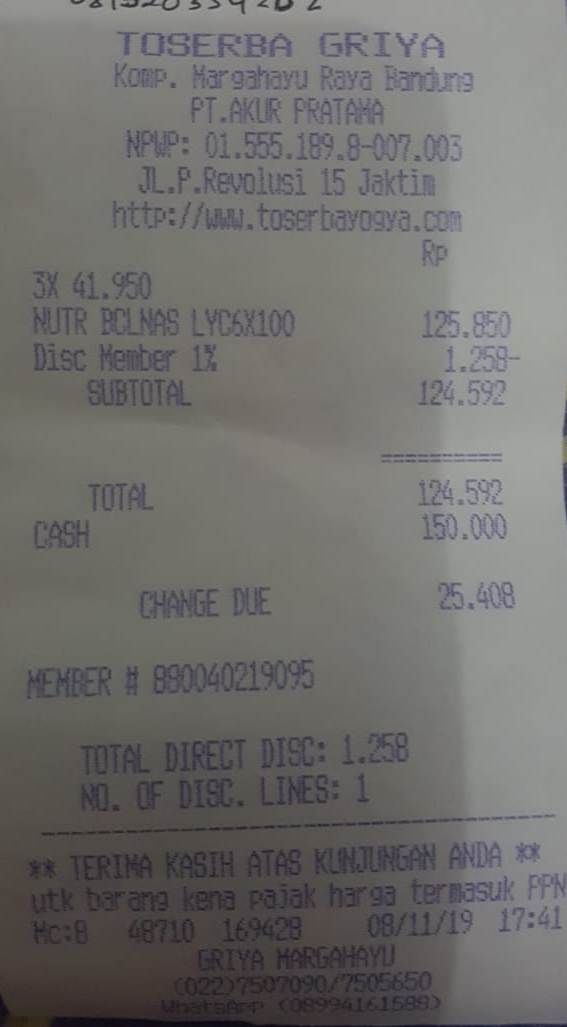 TOSERBA GRIYA
Komp. Margahayu Raya Bandung
PT.AKUR PRATAMA
NPWP: 01.555.189.8-007.003
JL.P.Revolusi 15 Jaktim
http://www.toserbayogya.com
Rp
3X 41.950
NUTR BCLNAS LYC6X100 125.850
Disc Member 1% 1.258-
SUBTOTAL 124.592
==========
TOTAL 124.592
CASH 150.000
CHANGE DUE 25.408
MEMBER # 880040219095
TOTAL DIRECT DISC: 1.258
NO. OF DISC. LINES: 1
** TERIMA KASIH ATAS KUNJUNGAN ANDA **
utk barang kena pajak harga termasuk PPN
Mc:8 48710 169428 08/11/19 17:41
GRIYA MARGAHAYU
(022)7507090/7505650
WhatsApp (08994161588)